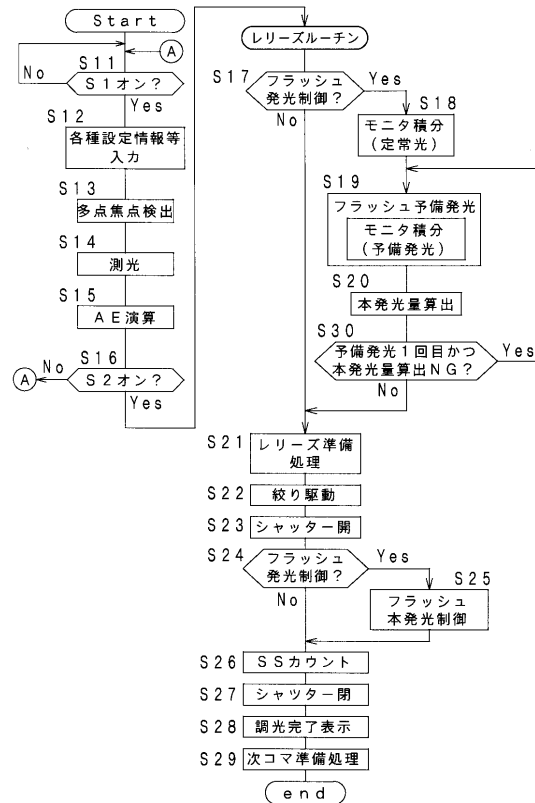 Start
A
S11
No
S1オン?
Yes
S12
各種設定情報等
入力
S13
多点焦点検出
S14
測光
S15
AE演算
S16
No
A
S2オン?
Yes
レリーズルーチン
S17
フラッシュ
発光制御?
Yes
No
S18
モニタ積分
(定常光)
S19
フラッシュ予備発光
モニタ積分
(予備発光)
S20
本発光量算出
S30
予備発光1回目かつ
本発光量算出NG?
Yes
No
S21
レリーズ準備
処理
S22
絞り駆動
S23
シャッター開
S24
フラッシュ
発光制御?
Yes
No
S25
フラッシュ
本発光制御
S26
SSカウント
S27
シャツター閉
S28
調光完了表示
S29
次コマ準備処理
end